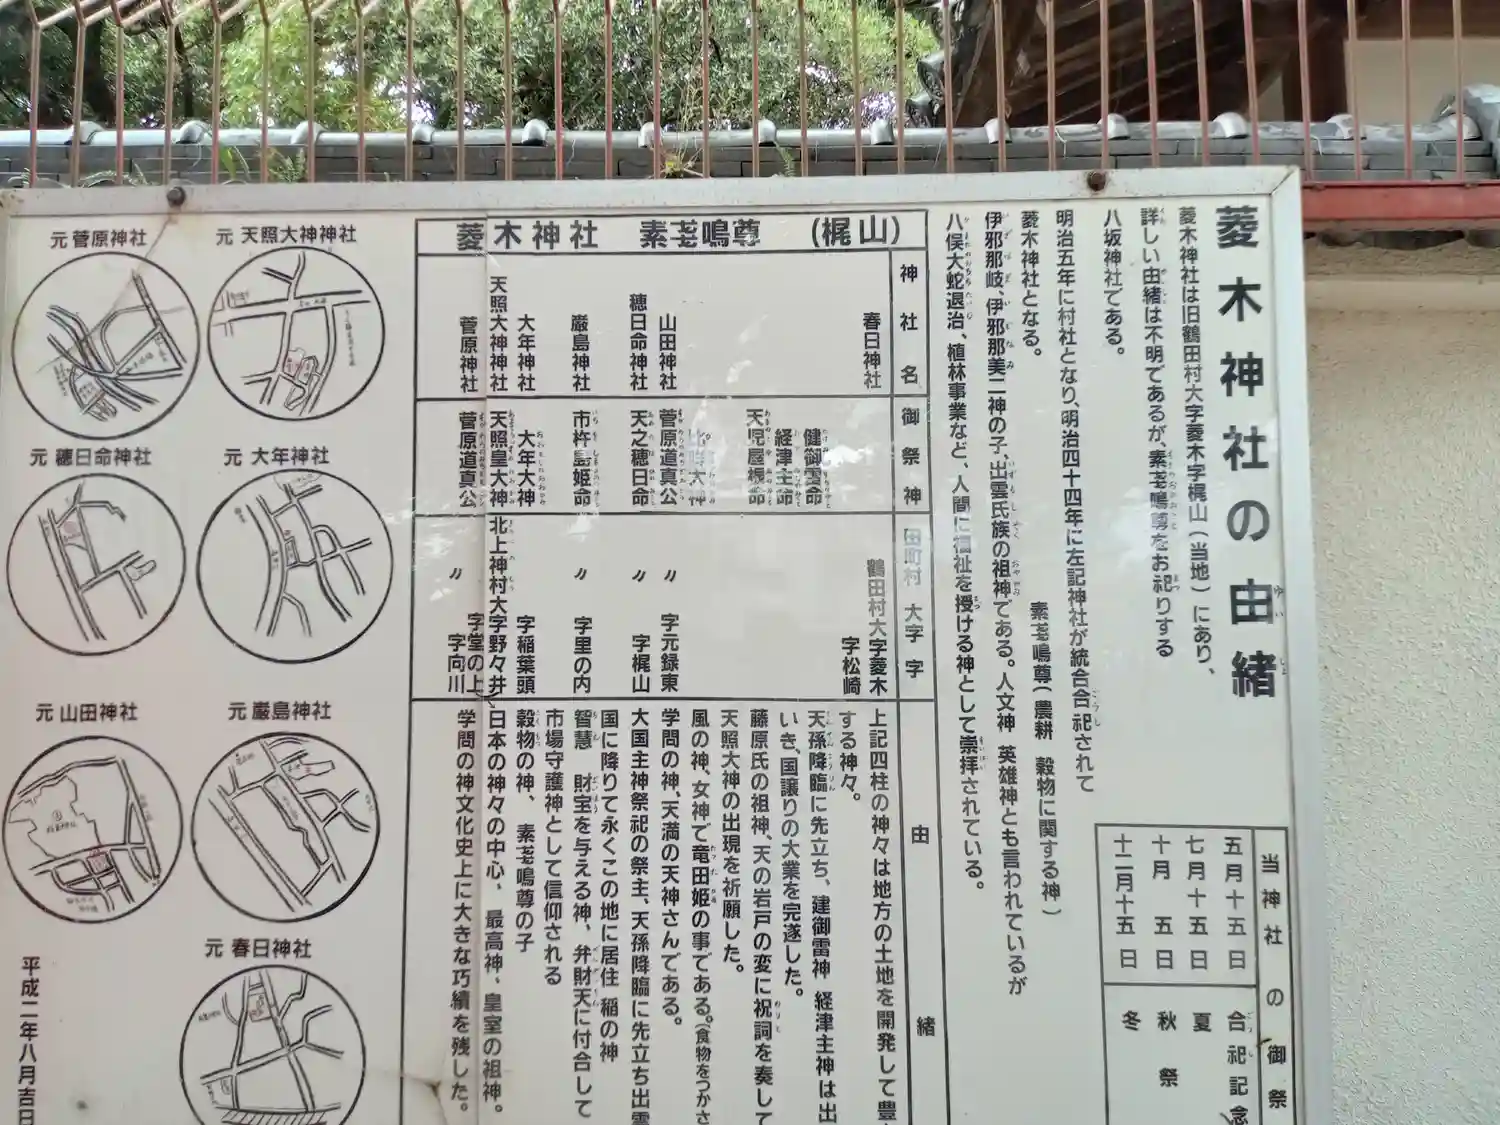 菱木神社の由緒
菱木神社は旧鶴田村大字菱木字梶山(当地)にあり、
詳しい由緒は不明であるが、素戔鳴尊をお祀りする
八坂神社である。
明治五年に村社となり、明治四十四年に左記神社が統合合祀されて
菱木神社となる。
素戔鳴尊(農耕 穀物に関する神)
伊邪那岐、伊邪那美二神の子、出雲氏族の祖神である。人文神 英雄神とも言われているが
八俣大蛇退治、植林事業など、人間に福祉を授ける神として崇拝されている。
当神社の御祭
五月十五日 合祀記念
七月十五日 夏
十月五日 秋祭
十二月十五日 冬
菱木神社 素戔鳴尊 (梶山)
神社名
御祭神
旧町村 大字 字
由緒
春日神社
健御雷命
経津主命
天児屋根命
比咩大神
鶴田村大字菱木
字松崎
上記四柱の神々は地方の土地を開発して豊
する神々。
天孫降臨に先立ち、建御雷神 経津主神は出
いき、国譲りの大業を完遂した。
藤原氏の祖神、天の岩戸の変に祝詞を奏して
天照大神の出現を祈願した。
風の神、女神で竜田姫の事である。(食物をつかさ
山田神社
菅原道真公
〃 字元録東
学問の神、天満の天神さんである。
穂日命神社
天之穂日命
〃 字梶山
大国主神祭祀の祭主、天孫降臨に先立ち出雲
国に降りて永くこの地に居住 稲の神
厳島神社
市杵島姫命
〃 字里の内
智慧 財宝を与える神、弁財天に付合して
市場守護神として信仰される
大年神社
大年大神
字稲葉頭
穀物の神、 素戔鳴尊の子
天照大神神社
天照皇大神
北上神村大字野々井
字堂の上
日本の神々の中心、最高神、皇室の祖神。
菅原神社
菅原道真公
〃 字向川
学問の神文化史上に大きな巧績を残した。
元 天照大神神社
元 菅原神社
元 大年神社
元 穂日命神社
元 厳島神社
元 山田神社
元 春日神社
平成二年八月吉日